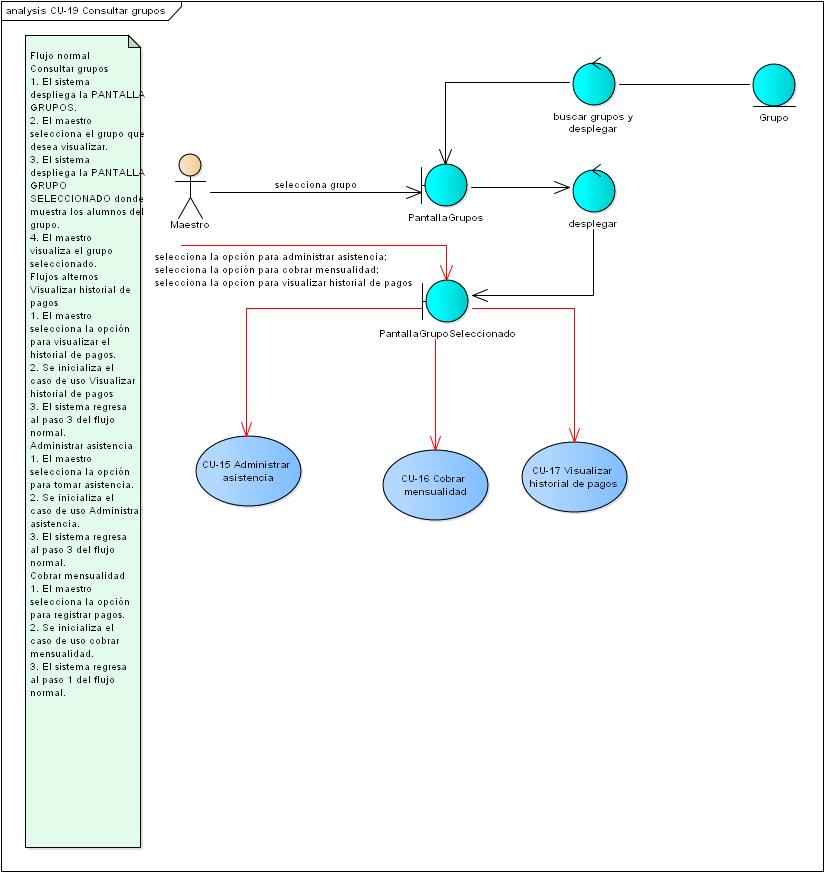 analysis CU-19 Consultar grupos
Flujo normal
Consultar grupos
1. El sistema
despliega la PANTALLA
GRUPOS.
2. El maestro
selecciona el grupo que
desea visualizar.
3. El sistema
despliega la PANTALLA
GRUPO
SELECCIONADO donde
muestra los alumnos del
grupo.
4. El maestro
visualiza el grupo
seleccionado.
Flujos alternos
Visualizar historial de
pagos
1. El maestro
selecciona la opción
para visualizar el
historial de pagos.
2. Se inicializa el
caso de uso Visualizar
historial de pagos
3. El sistema regresa
al paso 3 del flujo
normal.
Administrar asistencia
1. El maestro
selecciona la opción
para tomar asistencia.
2. Se inicializa el
caso de uso Administrar
asistencia.
3. El sistema regresa
al paso 3 del flujo
normal.
Cobrar mensualidad
1. El maestro
selecciona la opción
para registrar pagos.
2. Se inicializa el
caso de uso cobrar
mensualidad.
3. El sistema regresa
al paso 1 del flujo
normal.
buscar grupos y
desplegar
Grupo
Maestro
selecciona grupo
PantallaGrupos
desplegar
selecciona la opción para administrar asistencia;
selecciona la opción para cobrar mensualidad;
selecciona la opcion para visualizar historial de pagos
PantallaGrupoSeleccionado
CU-15 Administrar
asistencia
CU-16 Cobrar
mensualidad
CU-17 Visualizar
historial de pagos